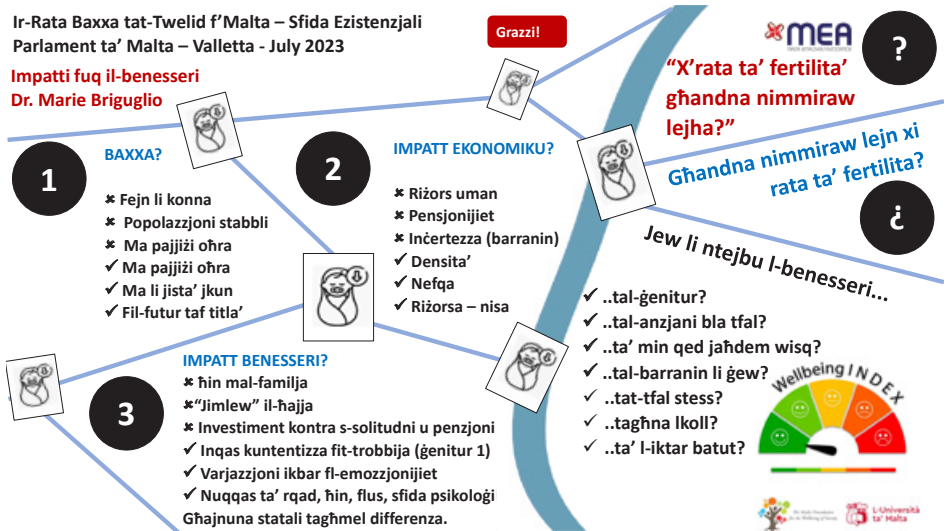 Ir-Rata Baxxa tat-Twelid f'Malta – Sfida Ezistenzjali
Parlament ta' Malta – Valletta - July 2023
Impatti fuq il-benesseri
Dr. Marie Briguglio
Grazzi!
MEA
?
"X'rata ta' fertilita'
għandna nimmiraw
lejha?"
Għandna nimmiraw lejn xi
rata ta' fertilita?
¿
1
BAXXA?
✖ Fejn li konna
✖ Popolazzjoni stabbli
✖ Ma pajjiżi oħra
✓ Ma pajjiżi oħra
✓ Ma li jista' jkun
✓ Fil-futur taf titla'
2
IMPATT EKONOMIKU?
✖ Riżors uman
✖ Pensjonijiet
✖ Inċertezza (barranin)
✓ Densita'
✓ Nefqa
✓ Riżorsa – nisa
3
IMPATT BENESSERI?
✖ ħin mal-familja
✖ "Jimlew" il-ħajja
✖ Investiment kontra s-solitudni u penzjoni
✓ Inqas kuntentizza fit-trobbija (ġenitur 1)
✓ Varjazzjoni ikbar fl-emozzjonijiet
✓ Nuqqas ta' rqad, ħin, flus, sfida psikoloġi
Għajnuna statali tagħmel differenza.
Jew li ntejbu l-benesseri...
✓ ..tal-ġenitur?
✓ ..tal-anzjani bla tfal?
✓ ..ta' min qed jaħdem wisq?
✓ ..tal-barranin li ġew?
✓ ..tat-tfal stess?
✓ ..tagħna lkoll?
✓ ..ta' l-iktar batut?
Wellbeing INDEX
L-Università
ta' Malta